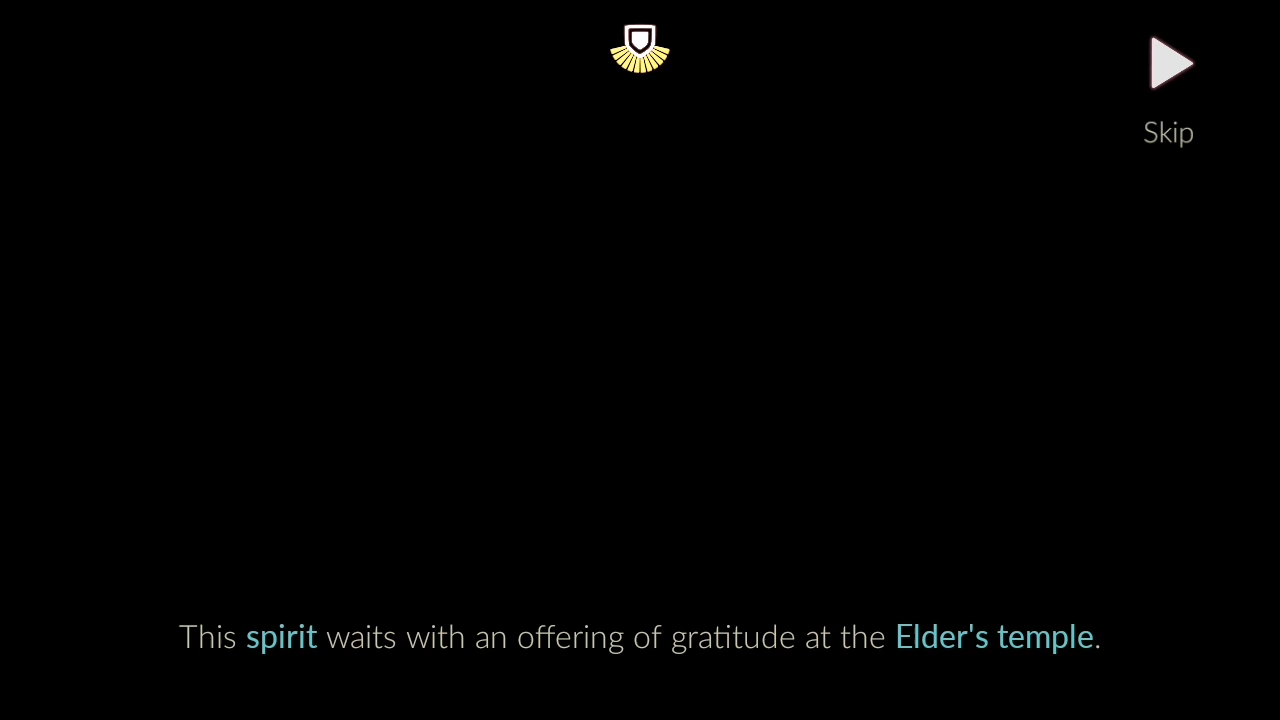 Skip
This spirit waits with an offering of gratitude at the Elder's temple.